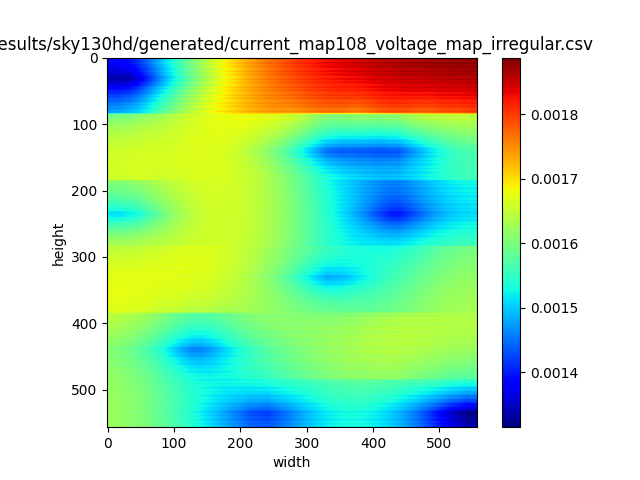 esults/sky130hd/generated/current_map108_voltage_map_irregular.csv
0
100
200
300
400
500
height
0 100 200 300 400 500
width
0.0018
0.0017
0.0016
0.0015
0.0014